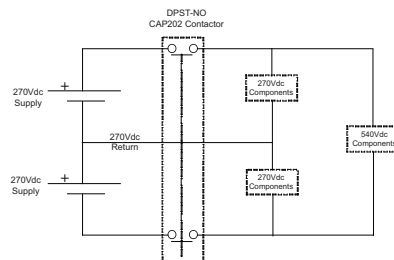 DPST-NO
CAP202 Contactor
270Vdc
Components
+
270Vdc
Supply
270Vdc
Return
540Vdc
Components
+
270Vdc
Supply
270Vdc
Components